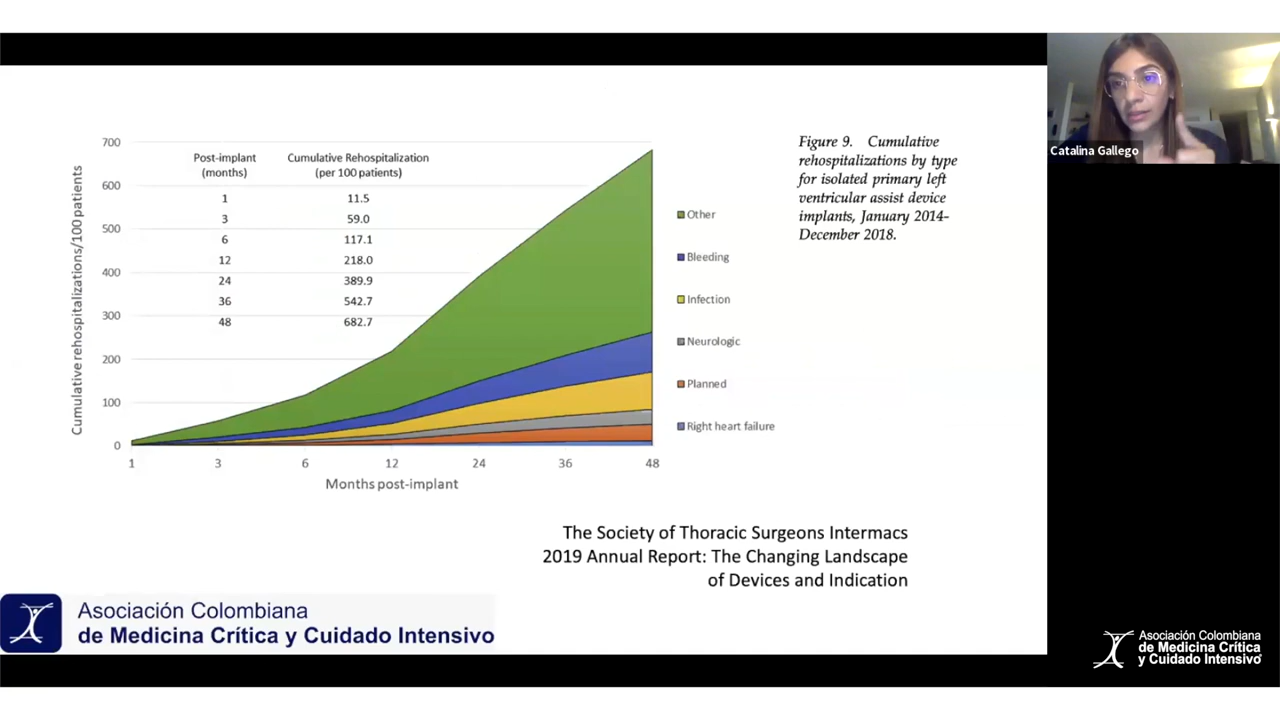 700
600
500
400
300
200
100
0
Cumulative rehospitalizations/100 patients
Post-implant Cumulative Rehospitalization
(months) (per 100 patients)
1 11.5
3 59.0
6 117.1
12 218.0
24 389.9
36 542.7
48 682.7
1 3 6 12 24 36 48
Months post-implant
Other
Bleeding
Infection
Neurologic
Planned
Right heart failure
Figure 9. Cumulative
rehospitalizations by type
for isolated primary left
ventricular assist device
implants, January 2014-
December 2018.
Catalina Gallego
The Society of Thoracic Surgeons Intermacs
2019 Annual Report: The Changing Landscape
of Devices and Indication
Asociación Colombiana
de Medicina Crítica y Cuidado Intensivo
Asociación Colombiana
de Medicina Crítica
y Cuidado Intensivo